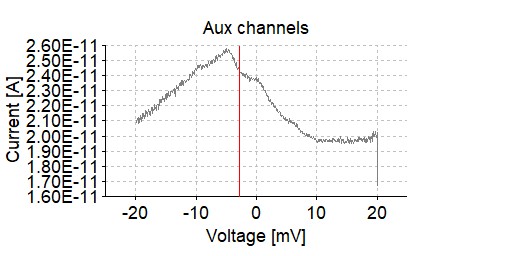 Aux channels
2.60E-11
2.50E-11
2.40E-11
2.30E-11
2.20E-11
2.10E-11
2.00E-11
1.90E-11
1.80E-11
1.70E-11
1.60E-11
Current [A]
-20 -10 0 10 20
Voltage [mV]